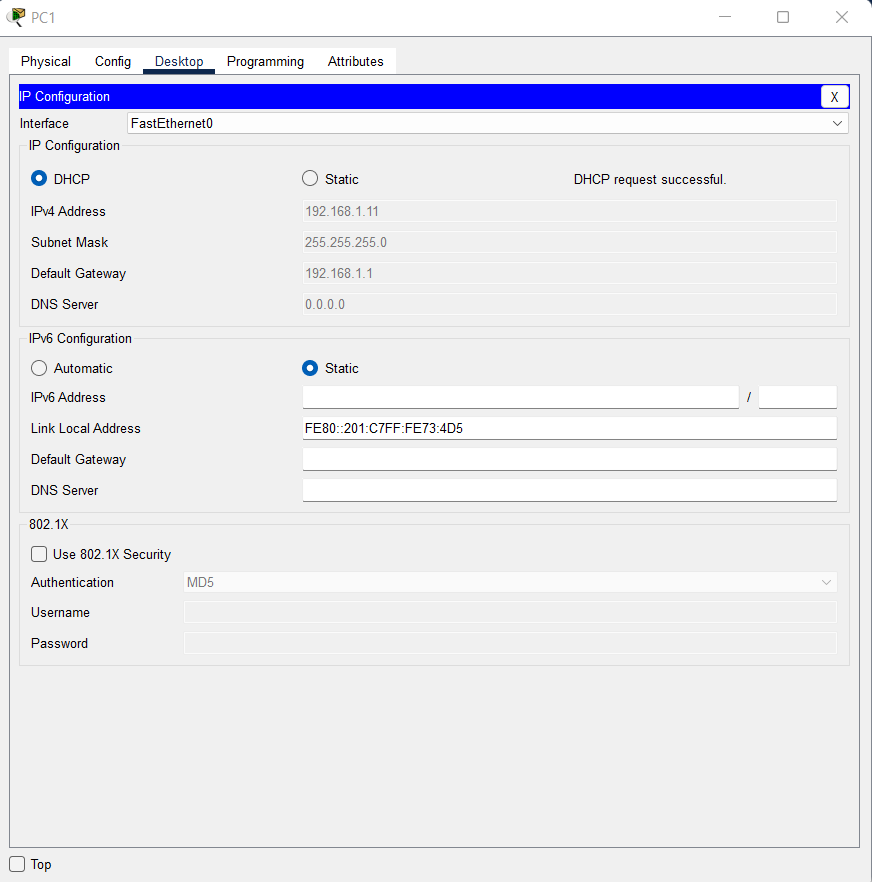 PC1
Physical Config Desktop Programming Attributes
IP Configuration X
Interface FastEthernet0
IP Configuration
DHCP Static DHCP request successful.
IPv4 Address 192.168.1.11
Subnet Mask 255.255.255.0
Default Gateway 192.168.1.1
DNS Server 0.0.0.0
IPv6 Configuration
Automatic Static
IPv6 Address /
Link Local Address FE80::201:C7FF:FE73:4D5
Default Gateway
DNS Server
802.1X
Use 802.1X Security
Authentication MD5
Username
Password
Top